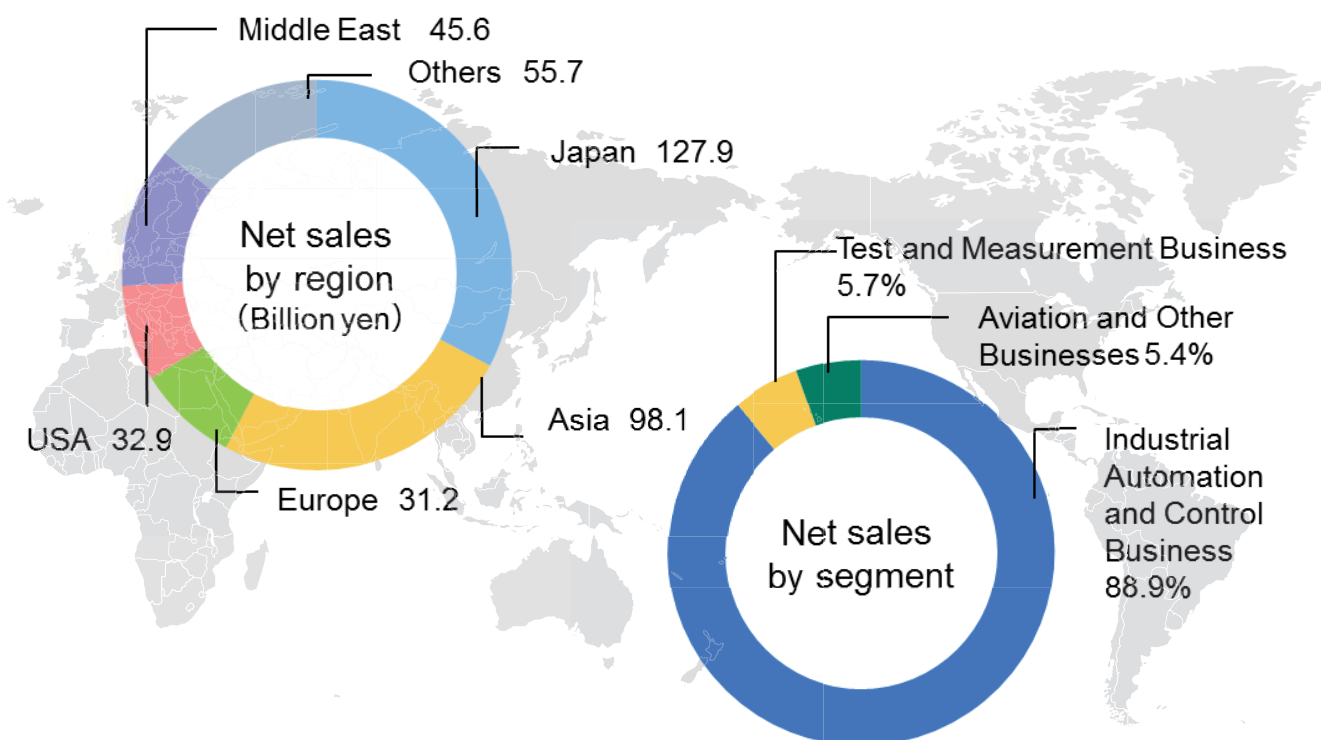 Middle East 45.6
Others 55.7
Japan 127.9
Net sales
by region
(Billion yen)
Asia 98.1
USA 32.9
Europe 31.2
Test and Measurement Business
5.7%
Aviation and Other
Businesses 5.4%
Industrial
Automation
and Control
Business
88.9%
Net sales
by segment